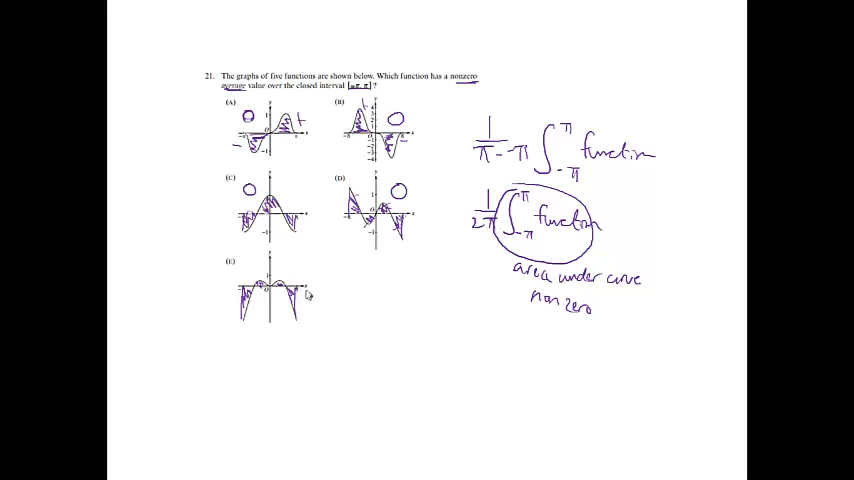 21. The graphs of five functions are shown below. Which function has a nonzero
average value over the closed interval [−π, π] ?
(A)
(B)
(C)
(D)
(E)
1
π - -π ∫ π -π function
1
2π ∫ π -π function
area under curve
non zero